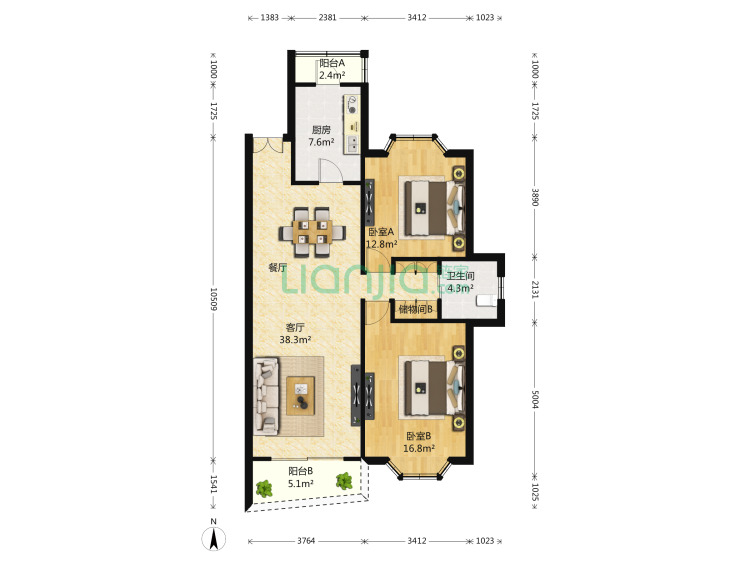 1383 2381 3412 1023
阳台A
2.4m²
1000
1000
1725
1725
厨房
7.6m²
3890
卧室A
12.8m²
餐厅
卫生间
4.3m²
2131
lianjia
.com
10509
储物间B
客厅
38.3m²
5004
卧室B
16.8m²
阳台B
5.1m²
1541
1025
N
3764 3412 1023